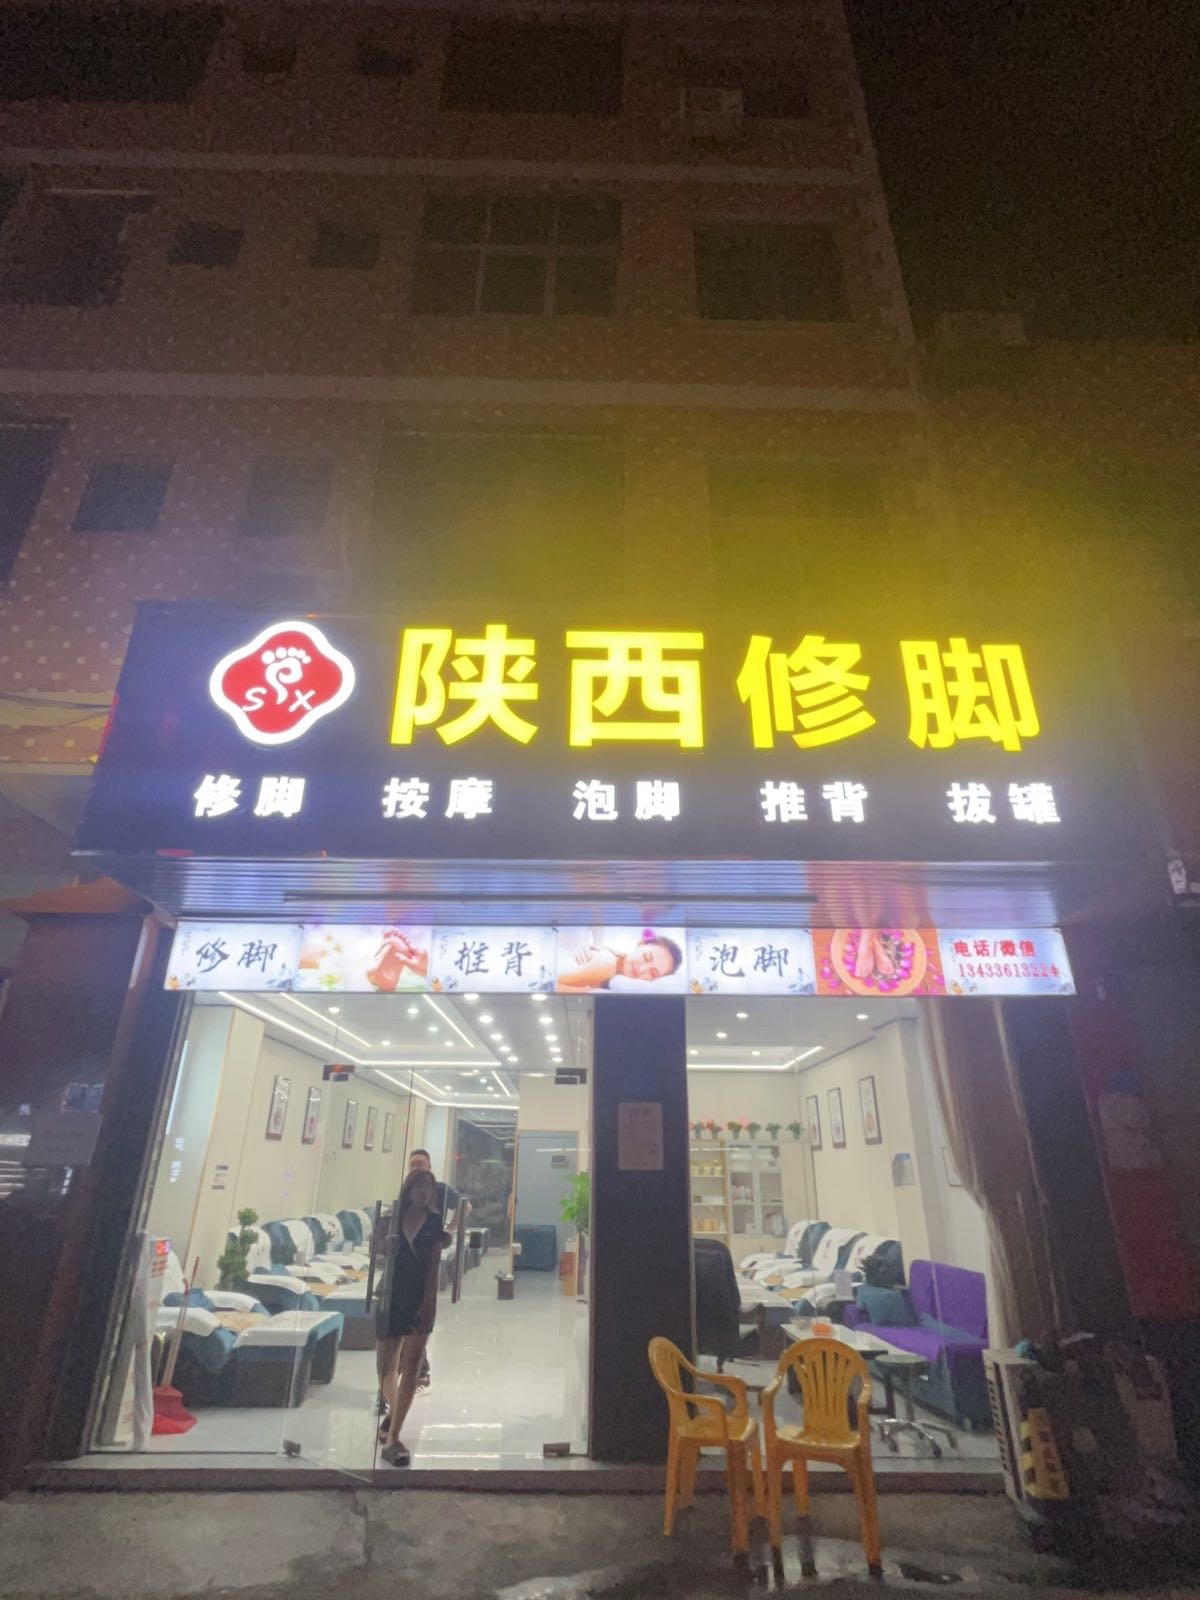 SX
陕西修脚
修脚 按摩 泡脚 推背 拔罐
修脚 推背 泡脚 电话/微信
13433613224